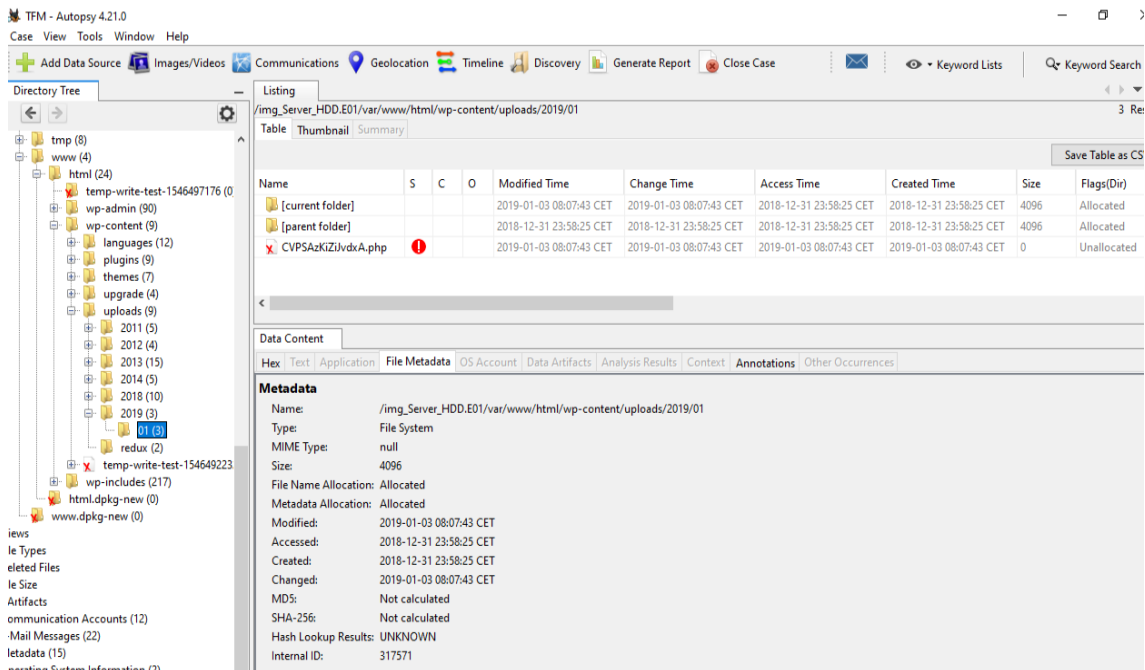 TFM - Autopsy 4.21.0
Case View Tools Window Help
Add Data Source Images/Videos Communications Geolocation Timeline Discovery Generate Report Close Case Keyword Lists Keyword Search
Directory Tree
tmp (8)
www (4)
html (24)
temp-write-test-1546497176 (0
wp-admin (90)
wp-content (9)
languages (12)
plugins (9)
themes (7)
upgrade (4)
uploads (9)
2011 (5)
2012 (4)
2013 (15)
2014 (5)
2018 (10)
2019 (3)
01 (3)
redux (2)
temp-write-test-154649223
wp-includes (217)
html.dpkg-new (0)
www.dpkg-new (0)
iews
le Types
eleted Files
le Size
Artifacts
ommunication Accounts (12)
-Mail Messages (22)
letadata (15)
perating System Information (2)
Listing
/img_Server_HDD.E01/var/www/html/wp-content/uploads/2019/01
3 Res
Table Thumbnail Summary
Save Table as CSV
Name S C O Modified Time Change Time Access Time Created Time Size Flags(Dir)
[current folder] 2019-01-03 08:07:43 CET 2019-01-03 08:07:43 CET 2018-12-31 23:58:25 CET 2018-12-31 23:58:25 CET 4096 Allocated
[parent folder] 2018-12-31 23:58:25 CET 2018-12-31 23:58:25 CET 2018-12-31 23:58:25 CET 2018-12-31 23:58:25 CET 4096 Allocated
CVPSAzKiZiJvdxA.php 2019-01-03 08:07:43 CET 2019-01-03 08:07:43 CET 2019-01-03 08:07:43 CET 2019-01-03 08:07:43 CET 0 Unallocated
Data Content
Hex Text Application File Metadata OS Account Data Artifacts Analysis Results Context Annotations Other Occurrences
Metadata
Name: /img_Server_HDD.E01/var/www/html/wp-content/uploads/2019/01
Type: File System
MIME Type: null
Size: 4096
File Name Allocation: Allocated
Metadata Allocation: Allocated
Modified: 2019-01-03 08:07:43 CET
Accessed: 2018-12-31 23:58:25 CET
Created: 2018-12-31 23:58:25 CET
Changed: 2019-01-03 08:07:43 CET
MD5: Not calculated
SHA-256: Not calculated
Hash Lookup Results: UNKNOWN
Internal ID: 317571